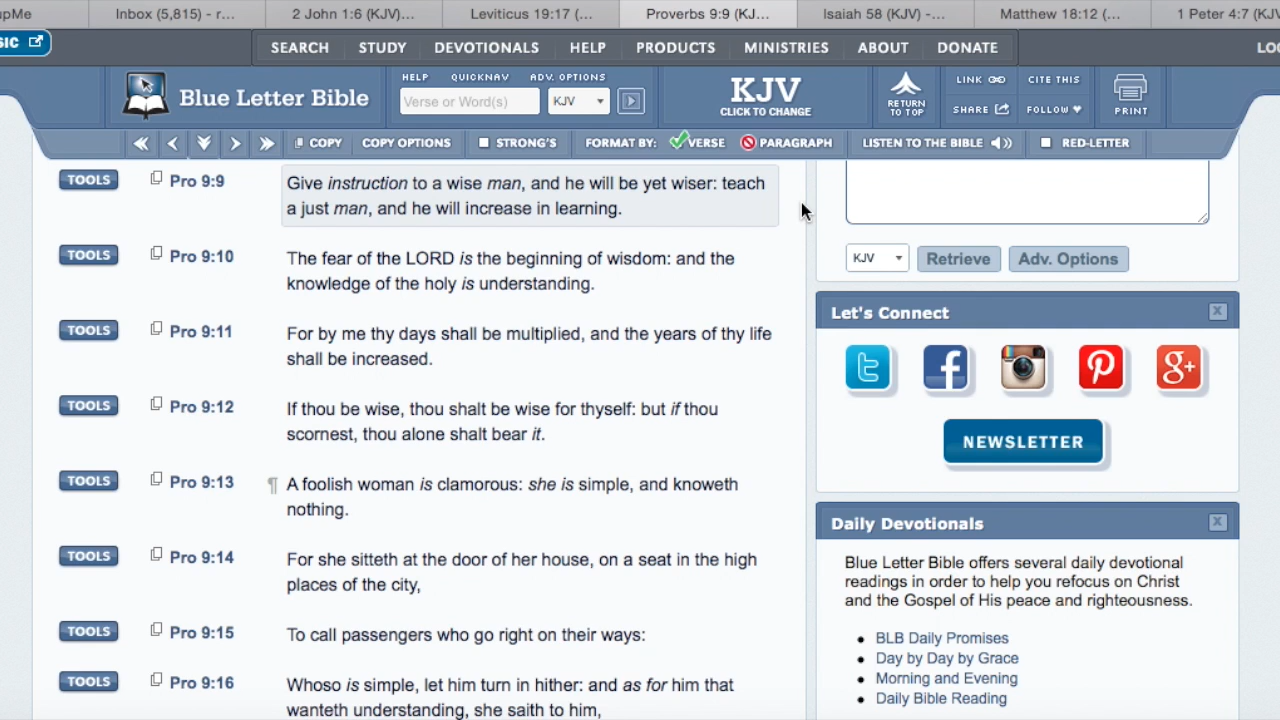 upMe
Inbox (5,815) - r...
2 John 1:6 (KJV)...
Leviticus 19:17 (...
Proverbs 9:9 (KJ...
Isaiah 58 (KJV) -...
Matthew 18:12 (...
1 Peter 4:7 (KJV
SIC
SEARCH
STUDY
DEVOTIONALS
HELP
PRODUCTS
MINISTRIES
ABOUT
DONATE
LO
Blue Letter Bible
HELP
QUICKNAV
ADV. OPTIONS
Verse or Word(s)
KJV
KJV
CLICK TO CHANGE
RETURN
TO TOP
LINK
CITE THIS
SHARE
FOLLOW
PRINT
COPY
COPY OPTIONS
STRONG'S
FORMAT BY:
VERSE
PARAGRAPH
LISTEN TO THE BIBLE
RED-LETTER
TOOLS
Pro 9:9
Give instruction to a wise man, and he will be yet wiser: teach
a just man, and he will increase in learning.
TOOLS
Pro 9:10
The fear of the LORD is the beginning of wisdom: and the
knowledge of the holy is understanding.
TOOLS
Pro 9:11
For by me thy days shall be multiplied, and the years of thy life
shall be increased.
TOOLS
Pro 9:12
If thou be wise, thou shalt be wise for thyself: but if thou
scornest, thou alone shalt bear it.
TOOLS
Pro 9:13
¶ A foolish woman is clamorous: she is simple, and knoweth
nothing.
TOOLS
Pro 9:14
For she sitteth at the door of her house, on a seat in the high
places of the city,
TOOLS
Pro 9:15
To call passengers who go right on their ways:
TOOLS
Pro 9:16
Whoso is simple, let him turn in hither: and as for him that
wanteth understanding, she saith to him,
KJV
Retrieve
Adv. Options
Let's Connect
NEWSLETTER
Daily Devotionals
Blue Letter Bible offers several daily devotional
readings in order to help you refocus on Christ
and the Gospel of His peace and righteousness.
BLB Daily Promises
Day by Day by Grace
Morning and Evening
Daily Bible Reading